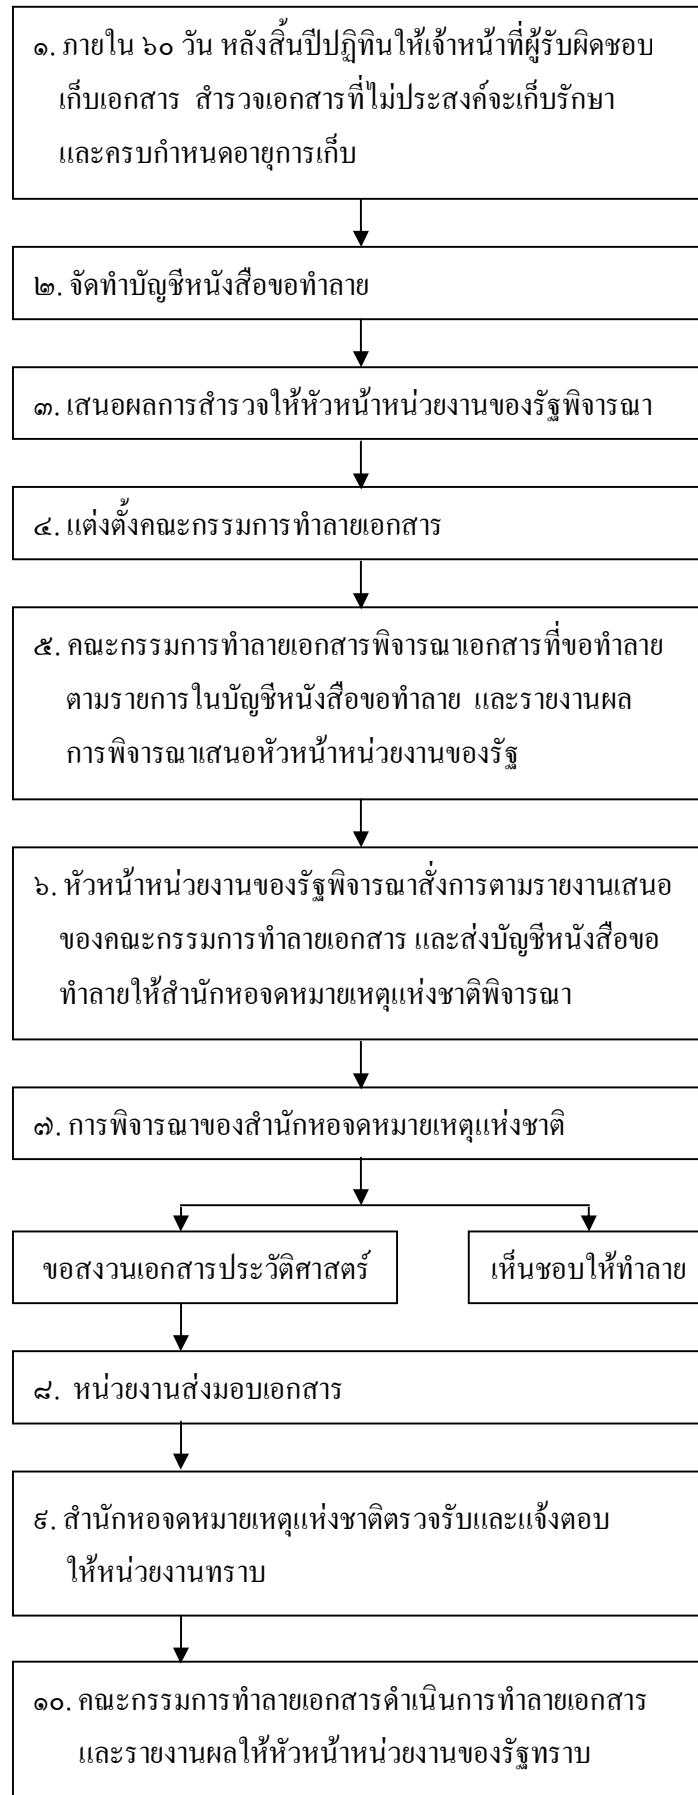 ๑. ภายใน ๖๐ วัน หลังสิ้นปีปฏิทินให้เจ้าหน้าที่ผู้รับผิดชอบ
เก็บเอกสาร สำรวจเอกสารที่ไม่ประสงค์จะเก็บรักษา
และครบกำหนดอายุการเก็บ
๒. จัดทำบัญชีหนังสือขอทำลาย
๓. เสนอผลการสำรวจให้หัวหน้าหน่วยงานของรัฐพิจารณา
๔. แต่งตั้งคณะกรรมการทำลายเอกสาร
๕. คณะกรรมการทำลายเอกสารพิจารณาเอกสารที่ขอทำลาย
ตามรายการในบัญชีหนังสือขอทำลาย และรายงานผล
การพิจารณาเสนอหัวหน้าหน่วยงานของรัฐ
๖. หัวหน้าหน่วยงานของรัฐพิจารณาสั่งการตามรายงานเสนอ
ของคณะกรรมการทำลายเอกสาร และส่งบัญชีหนังสือขอ
ทำลายให้สำนักหอจดหมายเหตุแห่งชาติพิจารณา
๗. การพิจารณาของสำนักหอจดหมายเหตุแห่งชาติ
ขอสงวนเอกสารประวัติศาสตร์
เห็นชอบให้ทำลาย
๘. หน่วยงานส่งมอบเอกสาร
๙. สำนักหอจดหมายเหตุแห่งชาติตรวจรับและแจ้งตอบ
ให้หน่วยงานทราบ
๑๐. คณะกรรมการทำลายเอกสารดำเนินการทำลายเอกสาร
และรายงานผลให้หัวหน้าหน่วยงานของรัฐทราบ